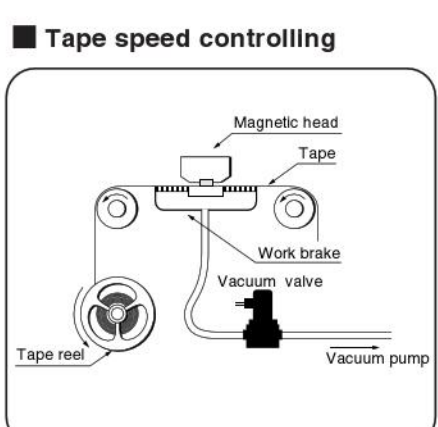 ■ Tape speed controlling
Magnetic head
Tape
Work brake
Vacuum valve
Tape reel
Vacuum pump